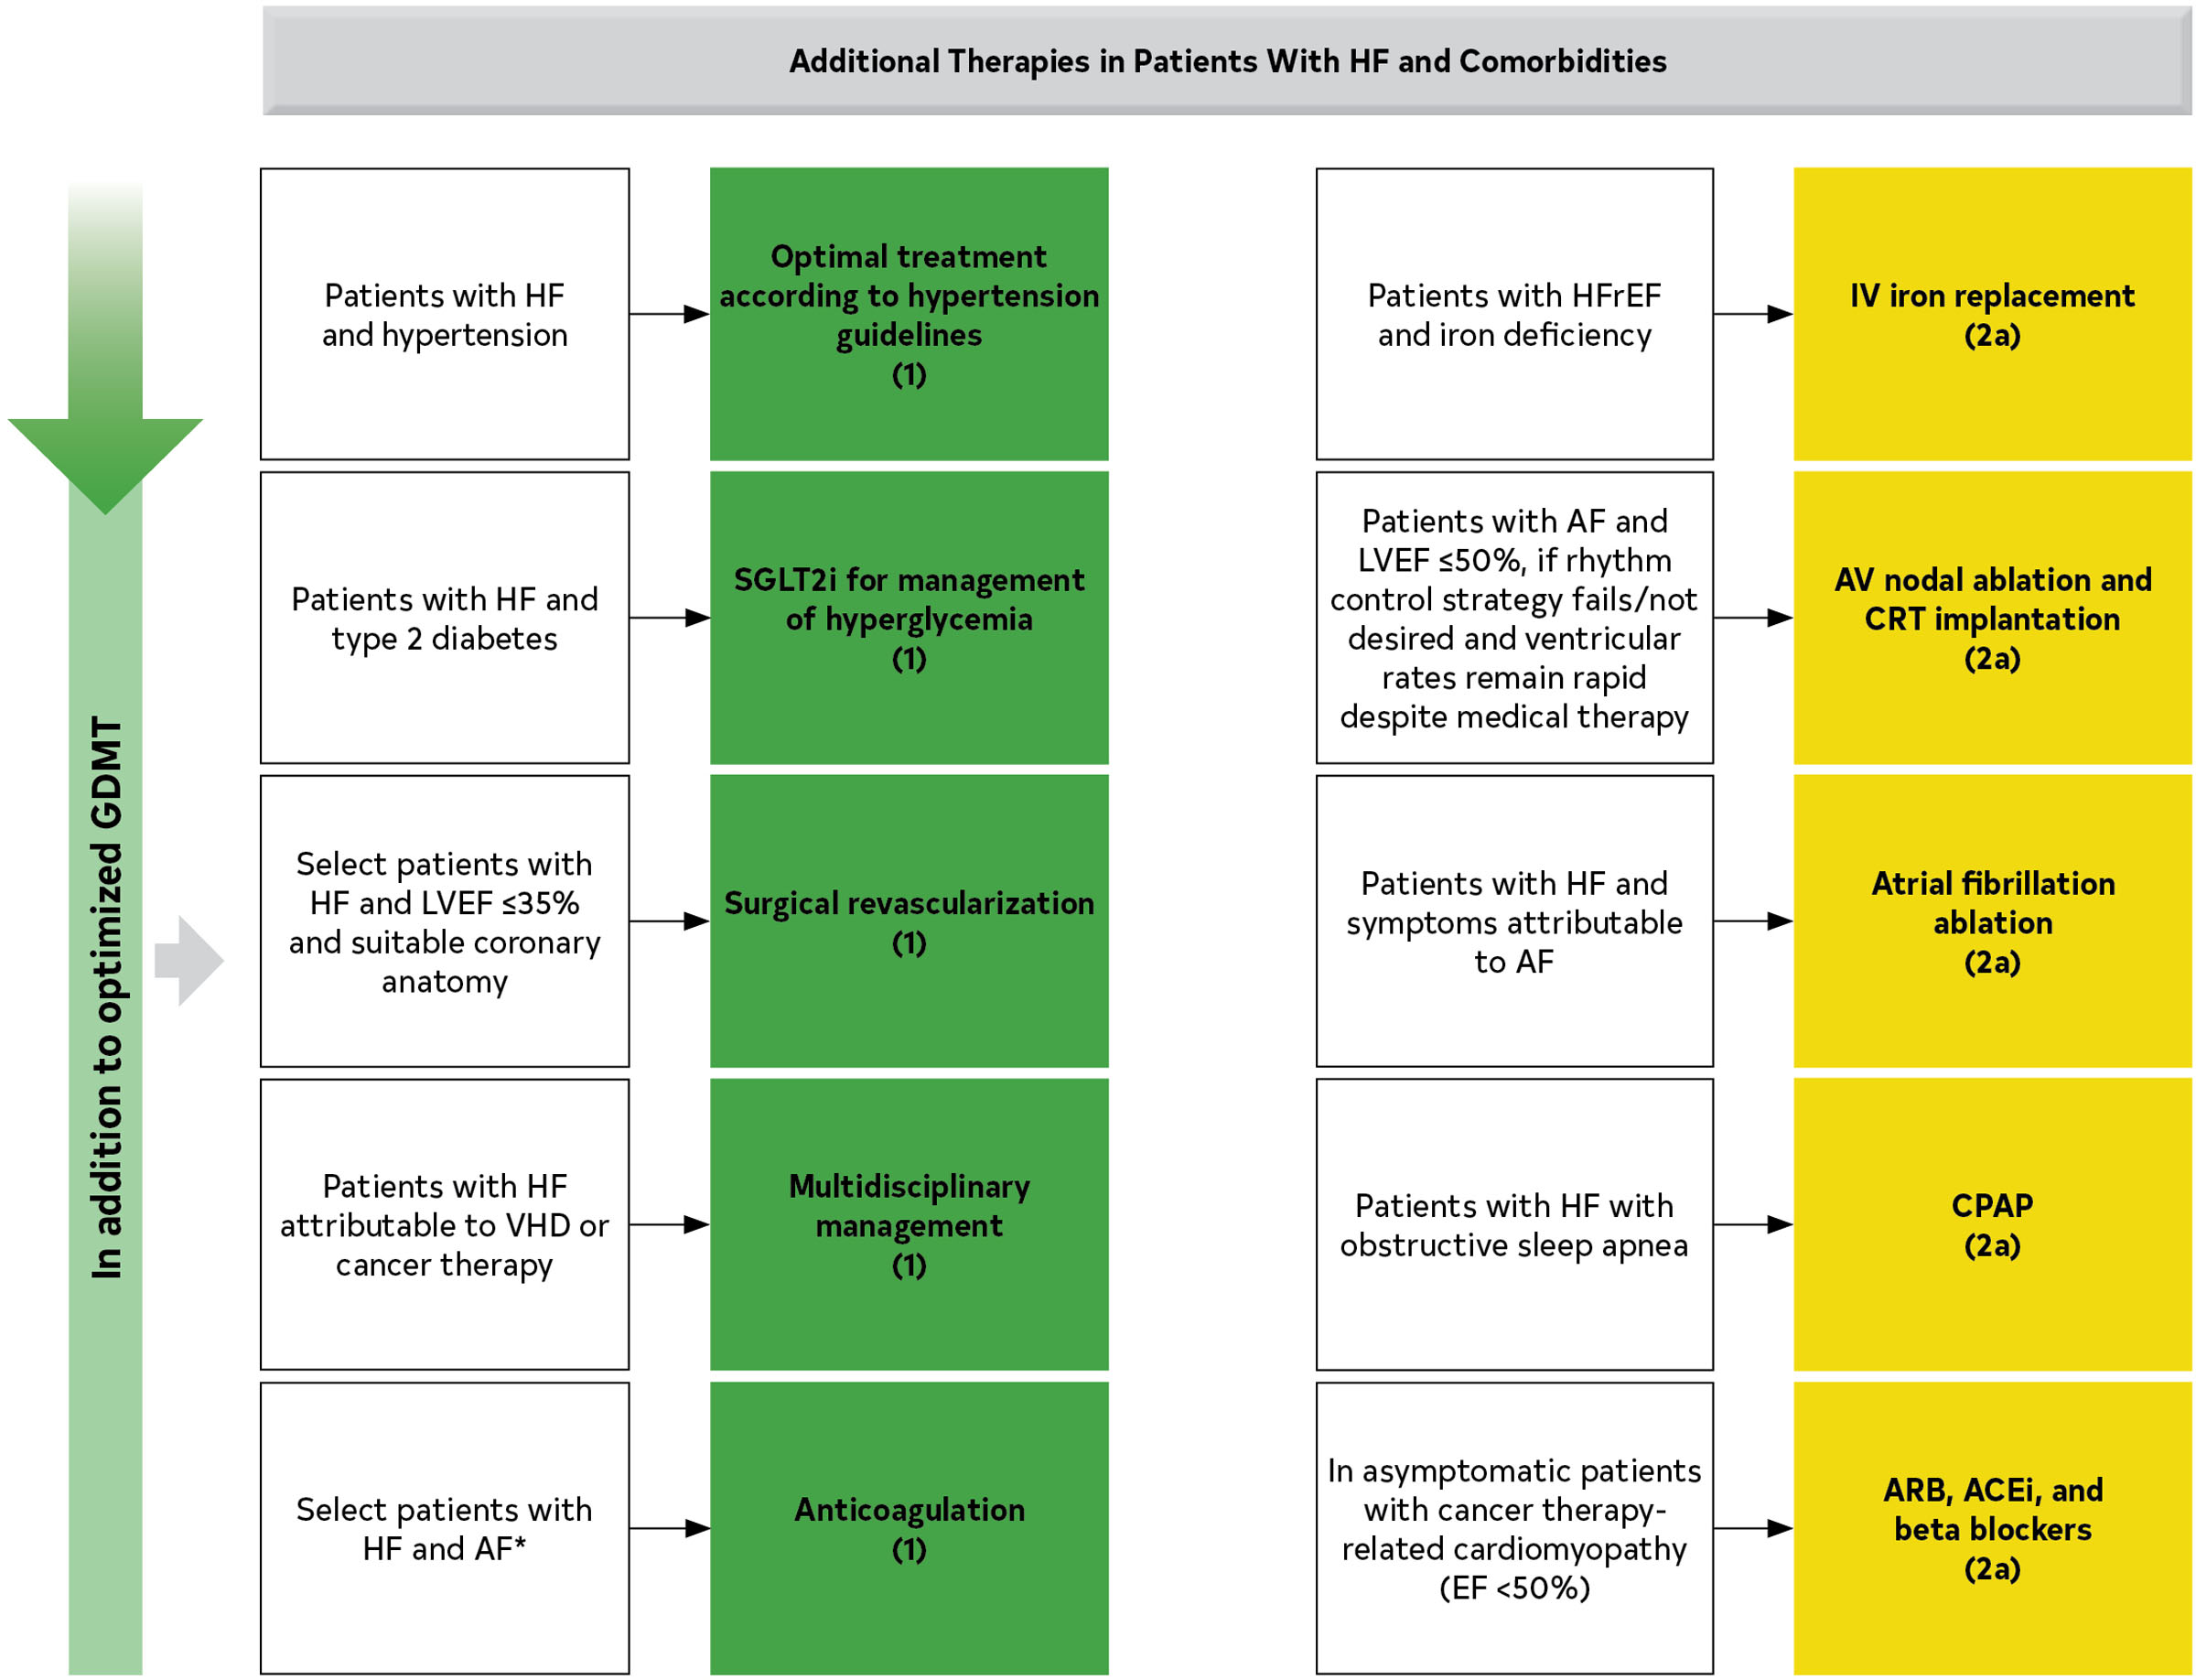 Additional Therapies in Patients With HF and Comorbidities
In addition to optimized GDMT
Patients with HF
and hypertension
Optimal treatment
according to hypertension
guidelines
(1)
Patients with HF and
type 2 diabetes
SGLT2i for management
of hyperglycemia
(1)
Select patients with
HF and LVEF ≤35%
and suitable coronary
anatomy
Surgical revascularization
(1)
Patients with HF
attributable to VHD or
cancer therapy
Multidisciplinary
management
(1)
Select patients with
HF and AF*
Anticoagulation
(1)
Patients with HFrEF
and iron deficiency
IV iron replacement
(2a)
Patients with AF and
LVEF ≤50%, if rhythm
control strategy fails/not
desired and ventricular
rates remain rapid
despite medical therapy
AV nodal ablation and
CRT implantation
(2a)
Patients with HF and
symptoms attributable
to AF
Atrial fibrillation
ablation
(2a)
Patients with HF with
obstructive sleep apnea
CPAP
(2a)
In asymptomatic patients
with cancer therapy-
related cardiomyopathy
(EF <50%)
ARB, ACEi, and
beta blockers
(2a)